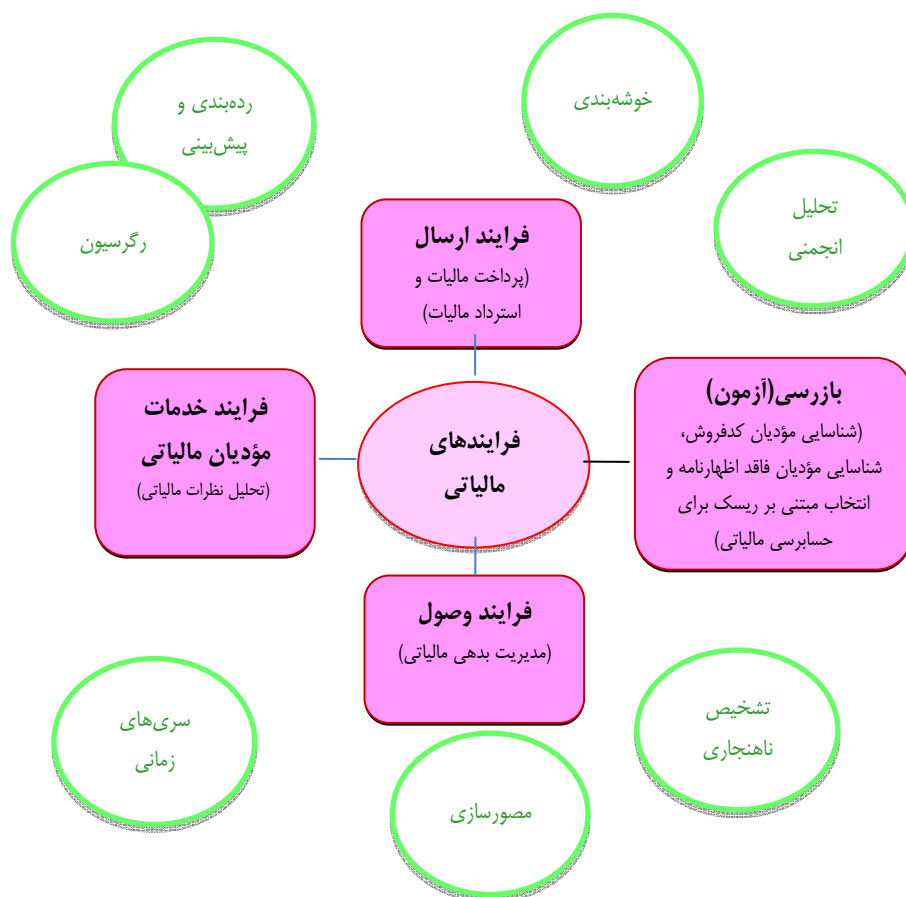 رده‌بندی و
پیش‌بینی
خوشه‌بندی
رگرسیون
تحلیل
انجمنی
فرایند ارسال
(پرداخت مالیات و
استرداد مالیات)
فرایند خدمات
مؤدیان مالیاتی
(تحلیل نظرات مالیاتی)
فرایندهای
مالیاتی
بازرسی(آزمون)
(شناسایی مؤدیان کدفروش،
شناسایی مؤدیان فاقد اظهارنامه و
انتخاب مبتنی بر ریسک برای
حسابرسی مالیاتی)
فرایند وصول
(مدیریت بدهی مالیاتی)
سری‌های
زمانی
مصورسازی
تشخیص
ناهنجاری